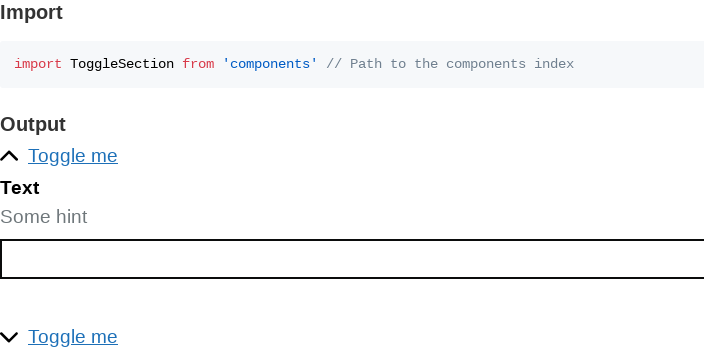 Import
import ToggleSection from 'components' // Path to the components index
Output
Toggle me
Text
Some hint
Toggle me